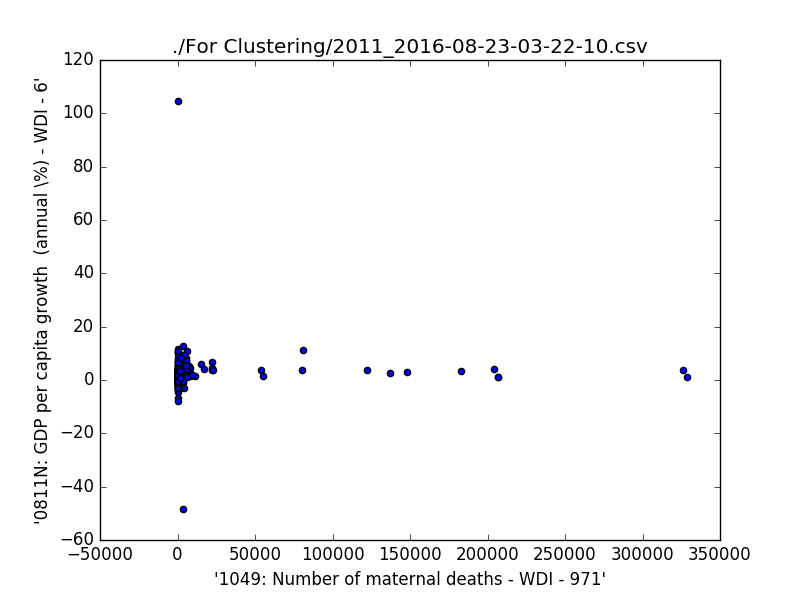 ./For Clustering/2011_2016-08-23-03-22-10.csv
120
100
80
60
40
20
0
−20
−40
−60
'0811N: GDP per capita growth  (annual \%) - WDI - 6'
−50000 0 50000 100000 150000 200000 250000 300000 350000
'1049: Number of maternal deaths - WDI - 971'